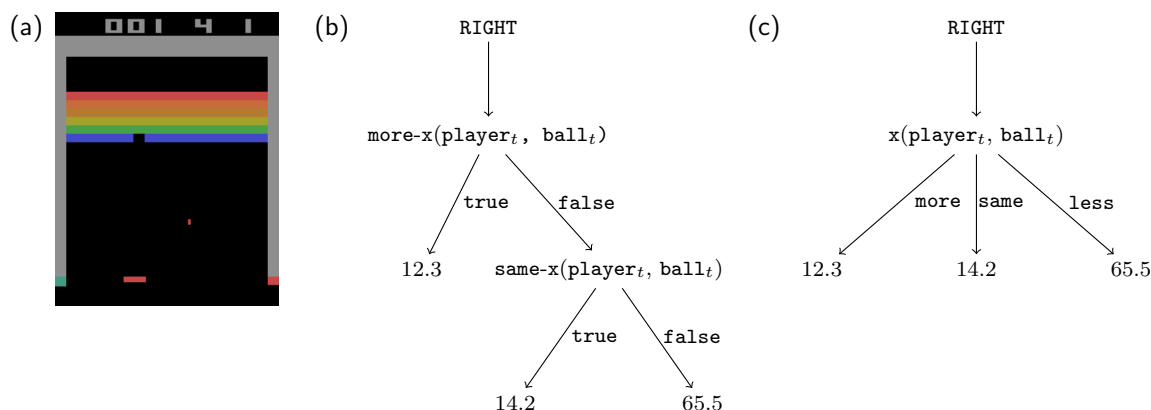 (a)
001 4 1
(b)
RIGHT
more-x(player_t, ball_t)
true false
12.3
same-x(player_t, ball_t)
true false
14.2 65.5
(c)
RIGHT
x(player_t, ball_t)
more same less
12.3 14.2 65.5